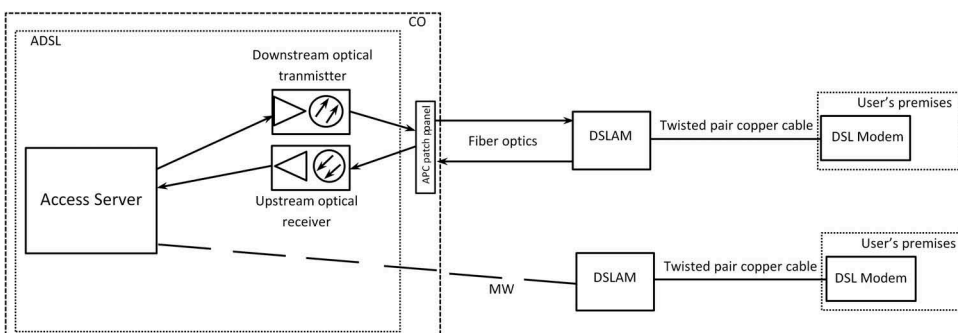 CO
ADSL
Downstream optical
tranmistter
User's premises
APC patch ppanel
Fiber optics
DSLAM
Twisted pair copper cable
DSL Modem
Access Server
Upstream optical
receiver
User's premises
MW
DSLAM
Twisted pair copper cable
DSL Modem